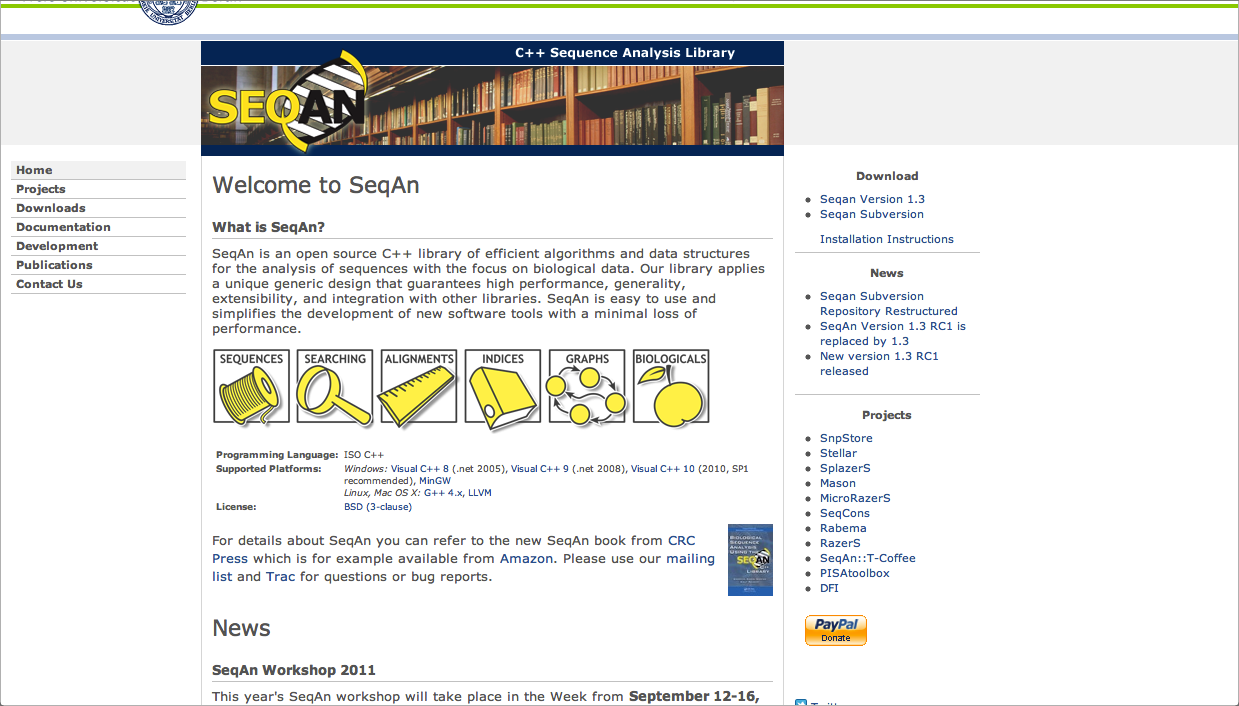 C++ Sequence Analysis Library
SEQAN
Home
Projects
Downloads
Documentation
Development
Publications
Contact Us
Welcome to SeqAn
What is SeqAn?
SeqAn is an open source C++ library of efficient algorithms and data structures
for the analysis of sequences with the focus on biological data. Our library applies
a unique generic design that guarantees high performance, generality,
extensibility, and integration with other libraries. SeqAn is easy to use and
simplifies the development of new software tools with a minimal loss of
performance.
SEQUENCES SEARCHING ALIGNMENTS INDICES GRAPHS BIOLOGICALS
Programming Language: ISO C++
Supported Platforms: Windows: Visual C++ 8 (.net 2005), Visual C++ 9 (.net 2008), Visual C++ 10 (2010, SP1
recommended), MinGW
Linux, Mac OS X: G++ 4.x, LLVM
License: BSD (3-clause)
For details about SeqAn you can refer to the new SeqAn book from CRC
Press which is for example available from Amazon. Please use our mailing
list and Trac for questions or bug reports.
BIOLOGICAL
SEQUENCE
ANALYSIS
USING THE
SEQAN
C++
LIBRARY
News
SeqAn Workshop 2011
This year's SeqAn workshop will take place in the Week from September 12-16,
Download
Seqan Version 1.3
Seqan Subversion
Installation Instructions
News
Seqan Subversion
Repository Restructured
SeqAn Version 1.3 RC1 is
replaced by 1.3
New version 1.3 RC1
released
Projects
SnpStore
Stellar
SplazerS
Mason
MicroRazerS
SeqCons
Rabema
RazerS
SeqAn::T-Coffee
PISAtoolbox
DFI
PayPal
Donate